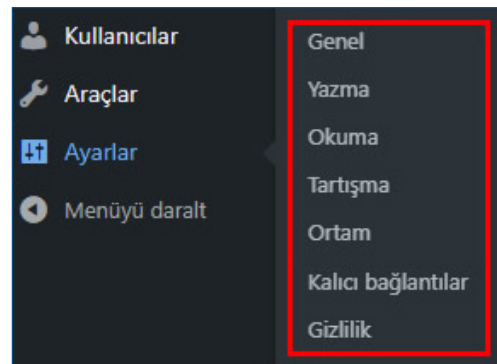 Kullanıcılar
Araçlar
Ayarlar
Menüyü daralt
Genel
Yazma
Okuma
Tartışma
Ortam
Kalıcı bağlantılar
Gizlilik